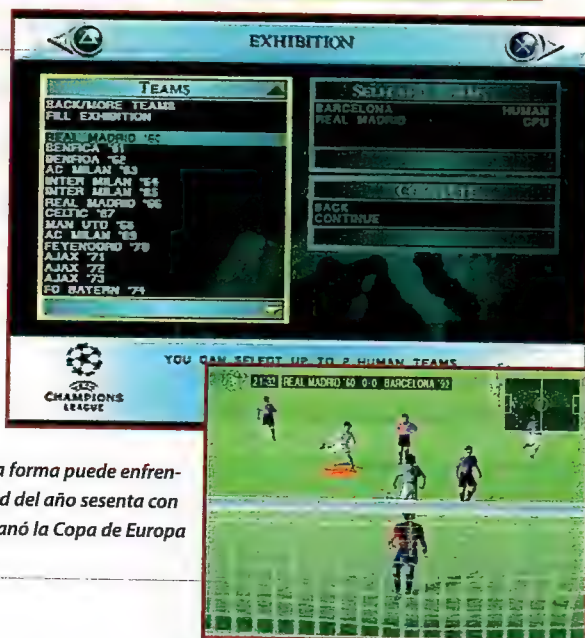 EXHIBITION
TEAMS
BACK/MORE TEAMS
FILL EXHIBITION
REAL MADRID '60
BENFICA '61
BENFICA '62
AC MILAN '63
INTER MILAN '64
INTER MILAN '65
REAL MADRID '66
CELTIC '67
MAN UTD '68
AC MILAN '69
FEYENOORD '70
AJAX '71
AJAX '72
AJAX '73
FC BAYERN '74
BARCELONA HUMAN
REAL MADRID CPU
BACK
CONTINUE
UEFA
CHAMPIONS
LEAGUE
YOU CAN SELECT UP TO 2 HUMAN TEAMS
21:32 REAL MADRID '60 0-0 BARCELONA '92
a forma puede enfren-
d del año sesenta con
anó la Copa de Europa